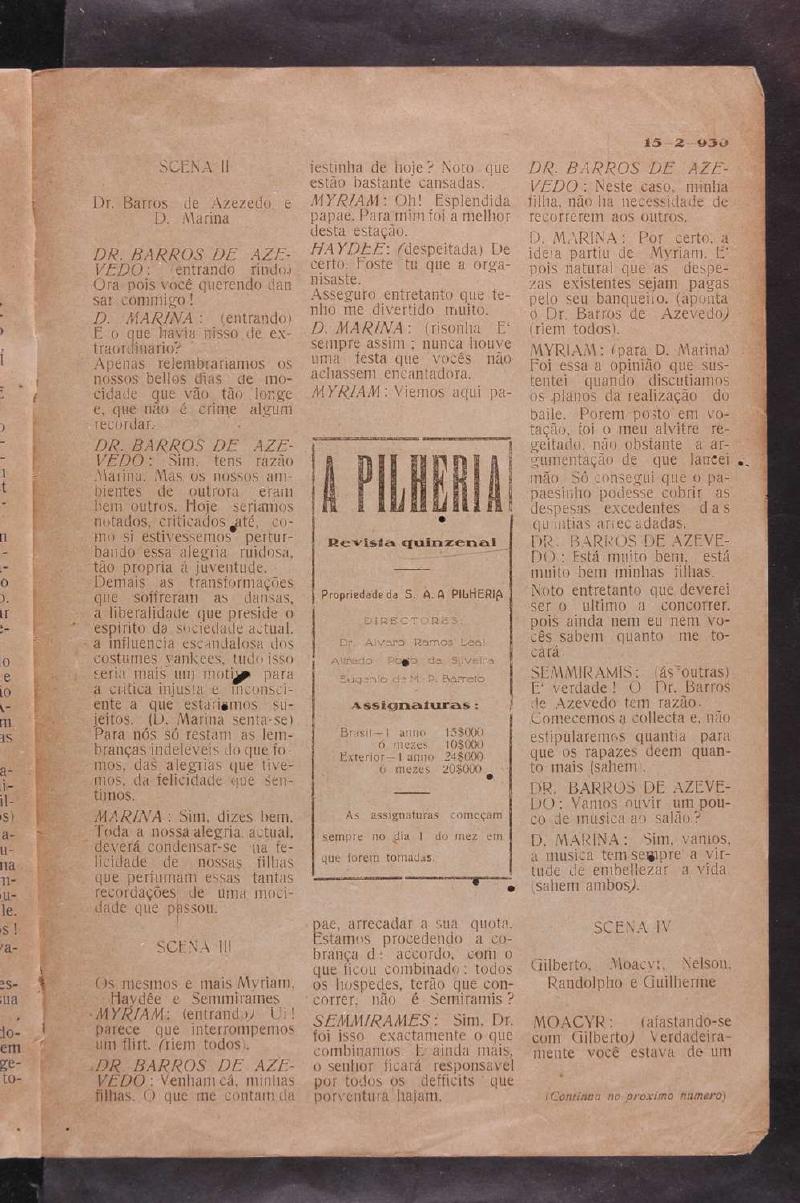 15-2-930
SCENA II
Dr. Barros de Azezedo e
D. Marina
DR. BARROS DE AZE-
VEDO: (entrando rindo)
Ora pois você querendo dan
sar commigo!
D. MARINA: (entrando)
E o que havia nisso de ex-
traordinario?
Apenas relembrariamos os
nossos bellos dias de mo-
cidade que vão tão longe
e, que não é crime algum
recordar.
DR. BARROS DE AZE-
VEDO: Sim, tens razão
Marina. Mas os nossos am-
bientes de outrora eram
bem outros. Hoje seriamos
notados, criticados até, co-
mo si estivessemos pertur-
bando essa alegria ruidosa,
tão propria á juventude.
Demais as transformações
que soffreram as dansas,
a liberalidade que preside o
espirito da sociedade actual.
a influencia escandalosa dos
costumes yankees, tudo isso
seria mais um motivo para
a critica injusta e inconsci-
ente a que estariamos su-
jeitos. (D. Marina senta-se)
Para nós só restam as lem-
branças indeleveis do que fo
mos, das alegrias que tive-
mos, da felicidade que sen-
timos.
MARINA: Sim, dizes bem.
Toda a nossa alegria actual,
deverá condensar-se na fe-
licidade de nossas filhas
que perfumam essas tantas
recordações de uma moci-
dade que passou.
SCENA III
Os mesmos e mais Myriam,
Haydêe e Semmirames
MYRIAM: (entrando) Ui!
parece que interrompemos
um flirt. (riem todos).
DR BARROS DE AZE-
VEDO: Venham cá, minhas
filhas. O que me contam da
festinha de hoje? Noto que
estão bastante cansadas.
MYRIAM: Oh! Esplendida
papae. Para mim foi a melhor
desta estação.
HAYDEE: (despeitada) De
certo. Foste tu que a orga-
nisaste.
Asseguro entretanto que te-
nho me divertido muito.
D. MARINA: (risonha E'
sempre assim; nunca houve
uma festa que vocês não
achassem encantadora.
MYRIAM: Viemos aqui pa-
A PILHERIA
Revista quinzenal
Propriedade da S. A. A PILHERIA
DIRECTORES:
Dr. Alvaro Ramos Leal
Alfredo Porto da Silveira
Eugenio de M. P. Barreto
Assignaturas:
Brasil—1 anno 15$000
6 mezes 10$000
Exterior—1 anno 24$000
6 mezes 20$000
As assignaturas começam
sempre no dia 1 do mez em
que forem tomadas.
pae, arrecadar a sua quota.
Estamos procedendo a co-
brança de accordo, com o
que ficou combinado: todos
os hospedes, terão que con-
correr, não é Semiramis?
SEMMIRAMES: Sim, Dr.
foi isso exactamente o que
combinamos. E ainda mais,
o senhor ficará responsavel
por todos os defficits que
porventura hajam.
DR. BARROS DE AZE-
VEDO: Neste caso, minha
filha, não ha necessidade de
recorrerem aos outros.
D. MARINA: Por certo, a
ideia partiu de Myriam. E'
pois natural que as despe-
zas existentes sejam pagas
pelo seu banqueiro. (aponta
o Dr. Barros de Azevedo)
(riem todos).
MYRIAM: (para D. Marina)
Foi essa a opinião que sus-
tentei quando discutiamos
os planos da realização do
baile. Porem posto em vo-
tação, foi o meu alvitre re-
geitado, não obstante a ar-
gumentação de que lancei
mão. Só consegui que o pa-
paesinho podesse cobrir as
despesas excedentes das
quantias arrecadadas.
DR. BARROS DE AZEVE-
DO: Está muito bem, está
muito bem minhas filhas.
Noto entretanto que deverei
ser o ultimo a concorrer,
pois ainda nem eu nem vo-
cês sabem quanto me to-
cará.
SEMMIRAMIS: (ás outras)
E' verdade! O Dr. Barros
de Azevedo tem razão.
Comecemos a collecta e, não
estipularemos quantia para
que os rapazes deem quan-
to mais (sahem).
DR. BARROS DE AZEVE-
DO: Vamos ouvir um pou-
co de musica ao salão?
D. MARINA: Sim, vamos,
a musica tem sempre a vir-
tude de embellezar a vida
(sahem ambos).
SCENA IV
Gilberto, Moacyr, Nelson,
Randolpho e Guilherme
MOACYR: (afastando-se
com Gilberto) Verdadeira-
mente você estava de um
(Continua no proximo numero)